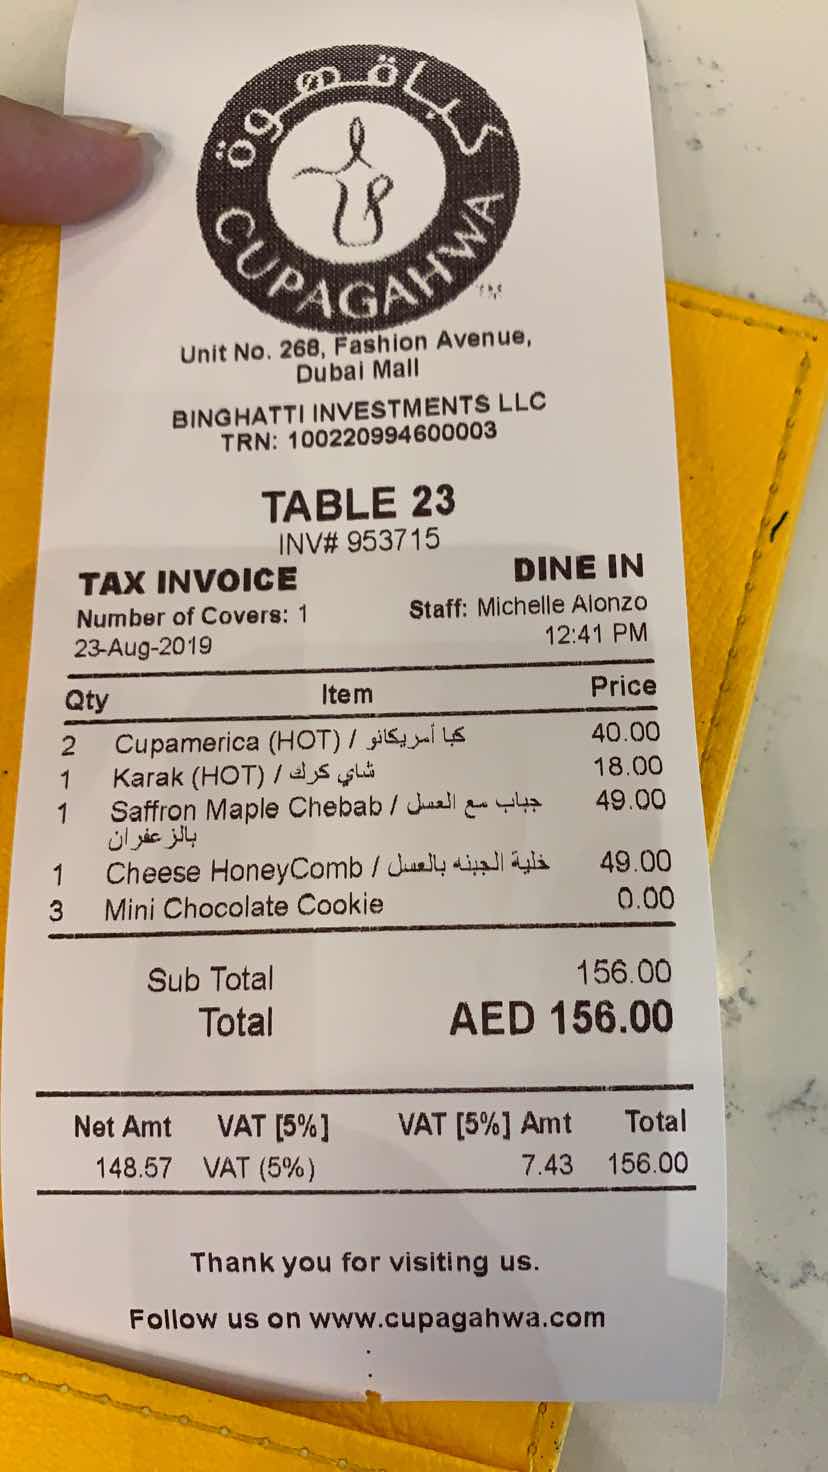 كباة هوة
CUPAGAHWA
TM
Unit No. 268, Fashion Avenue,
Dubai Mall
BINGHATTI INVESTMENTS LLC
TRN: 100220994600003
TABLE 23
INV# 953715
TAX INVOICE DINE IN
Number of Covers: 1 Staff: Michelle Alonzo
23-Aug-2019 12:41 PM
Qty Item Price
2 Cupamerica (HOT) / كبا أمريكانو 40.00
1 Karak (HOT) / شاي كرك 18.00
1 Saffron Maple Chebab / جباب مع العسل 49.00
بالزعفران
1 Cheese HoneyComb / خلية الجبنه بالعسل 49.00
3 Mini Chocolate Cookie 0.00
Sub Total 156.00
Total AED 156.00
Net Amt VAT [5%] VAT [5%] Amt Total
148.57 VAT (5%) 7.43 156.00
Thank you for visiting us.
Follow us on www.cupagahwa.com